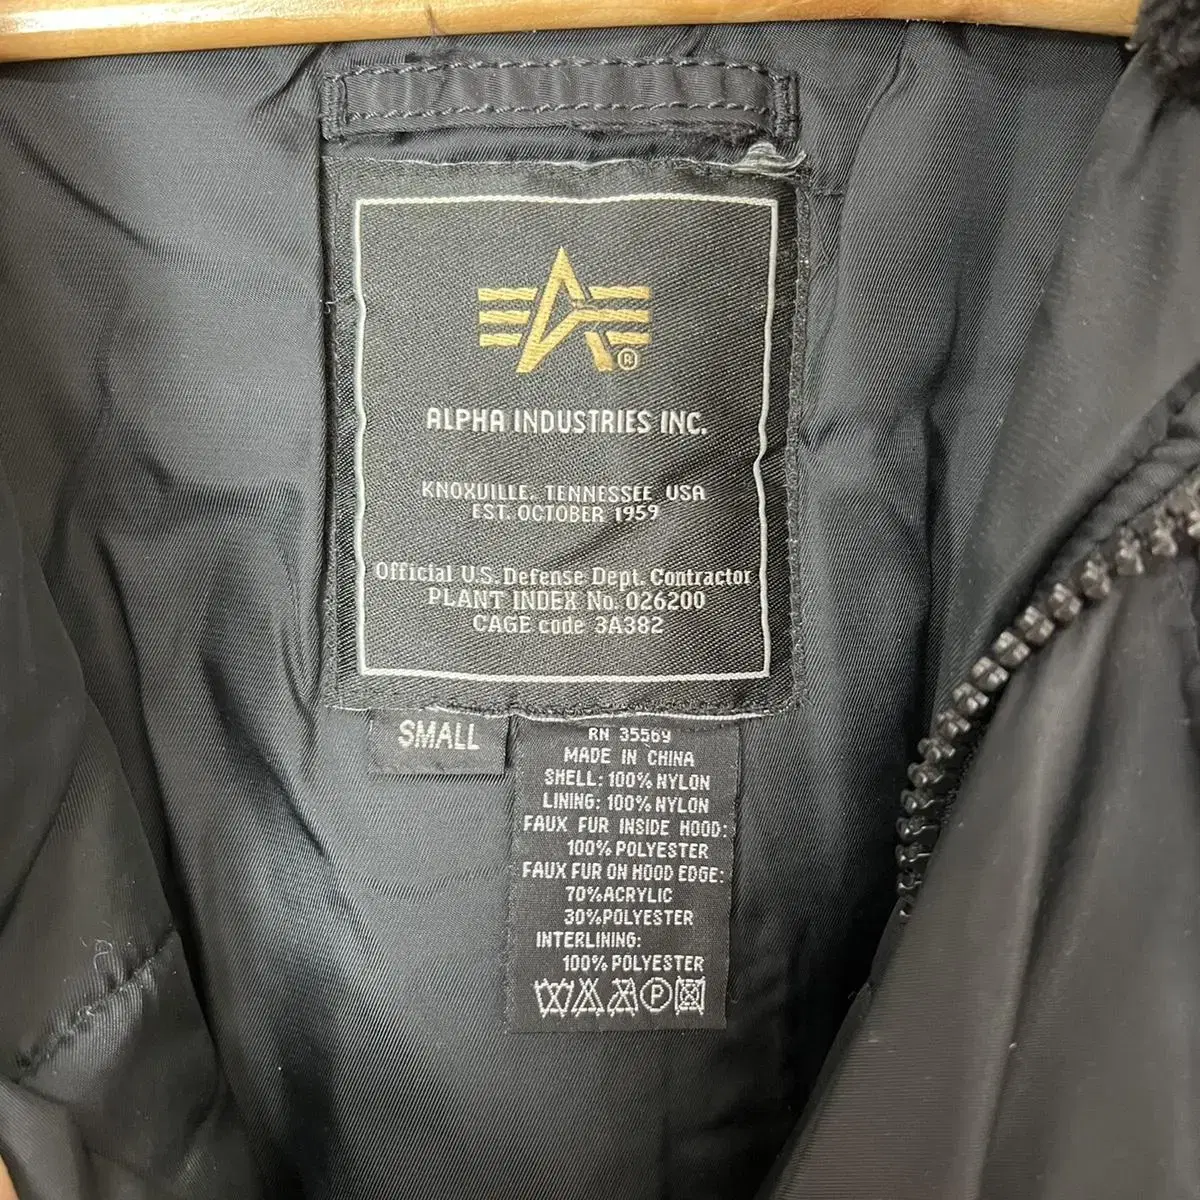 ®
ALPHA INDUSTRIES INC.
KNOXVILLE, TENNESSEE USA
EST. OCTOBER 1959
Official U.S. Defense Dept. Contractor
PLANT INDEX No. 026200
CAGE code 3A382
SMALL
RN 35569
MADE IN CHINA
SHELL: 100% NYLON
LINING: 100% NYLON
FAUX FUR INSIDE HOOD:
100% POLYESTER
FAUX FUR ON HOOD EDGE:
70%ACRYLIC
30%POLYESTER
INTERLINING:
100% POLYESTER
P